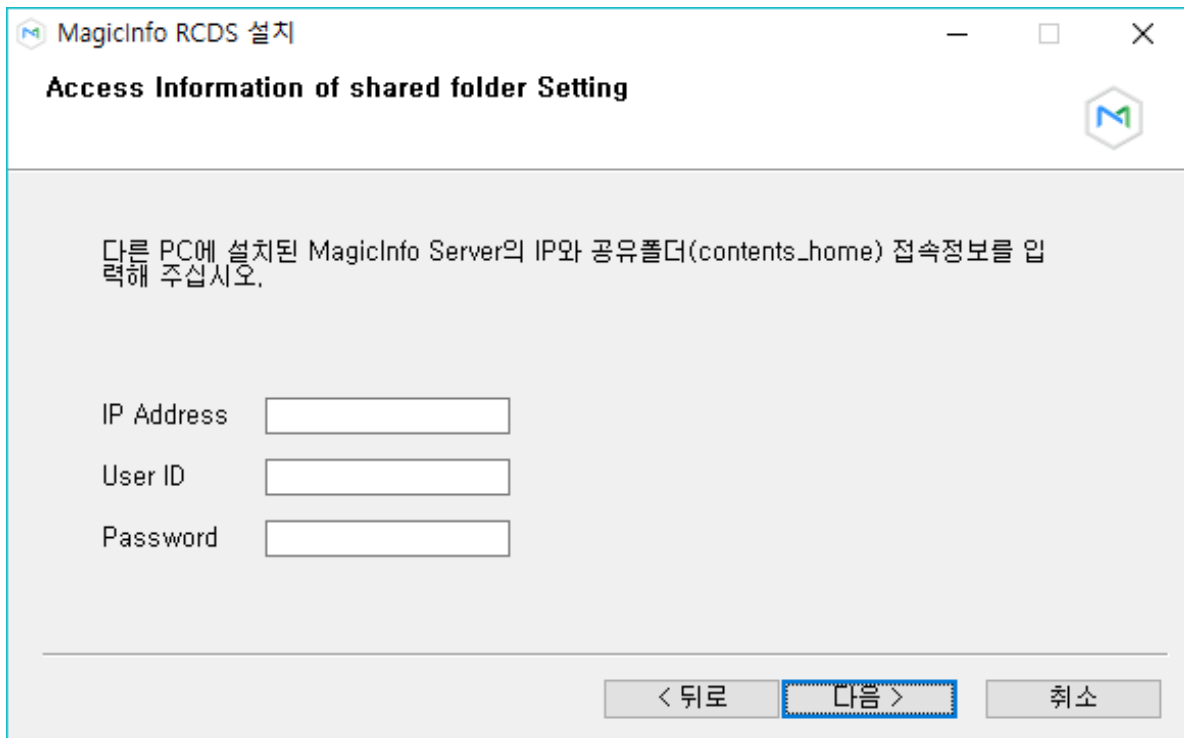 MagicInfo RCDS 설치
Access Information of shared folder Setting
다른 PC에 설치된 MagicInfo Server의 IP와 공유폴더(contents_home) 접속정보를 입
력해 주십시오.
IP Address
User ID
Password
< 뒤로 다음 > 취소